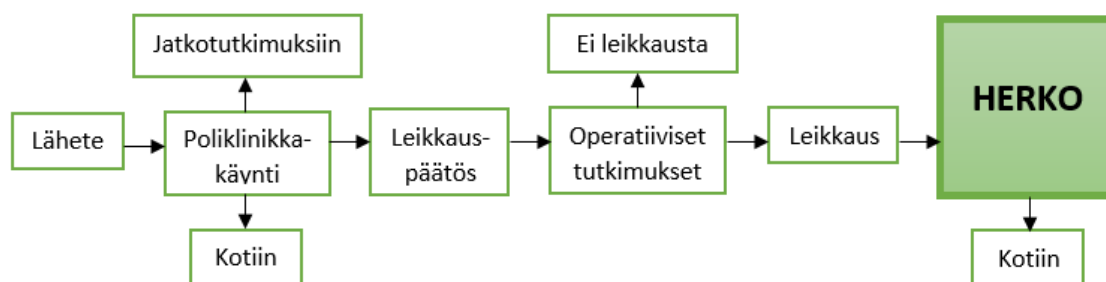 Jatkotutkimuksiin
Ei leikkausta
HERKO
Lähete
Poliklinikka-
käynti
Leikkaus-
päätös
Operatiiviset
tutkimukset
Leikkaus
Kotiin
Kotiin